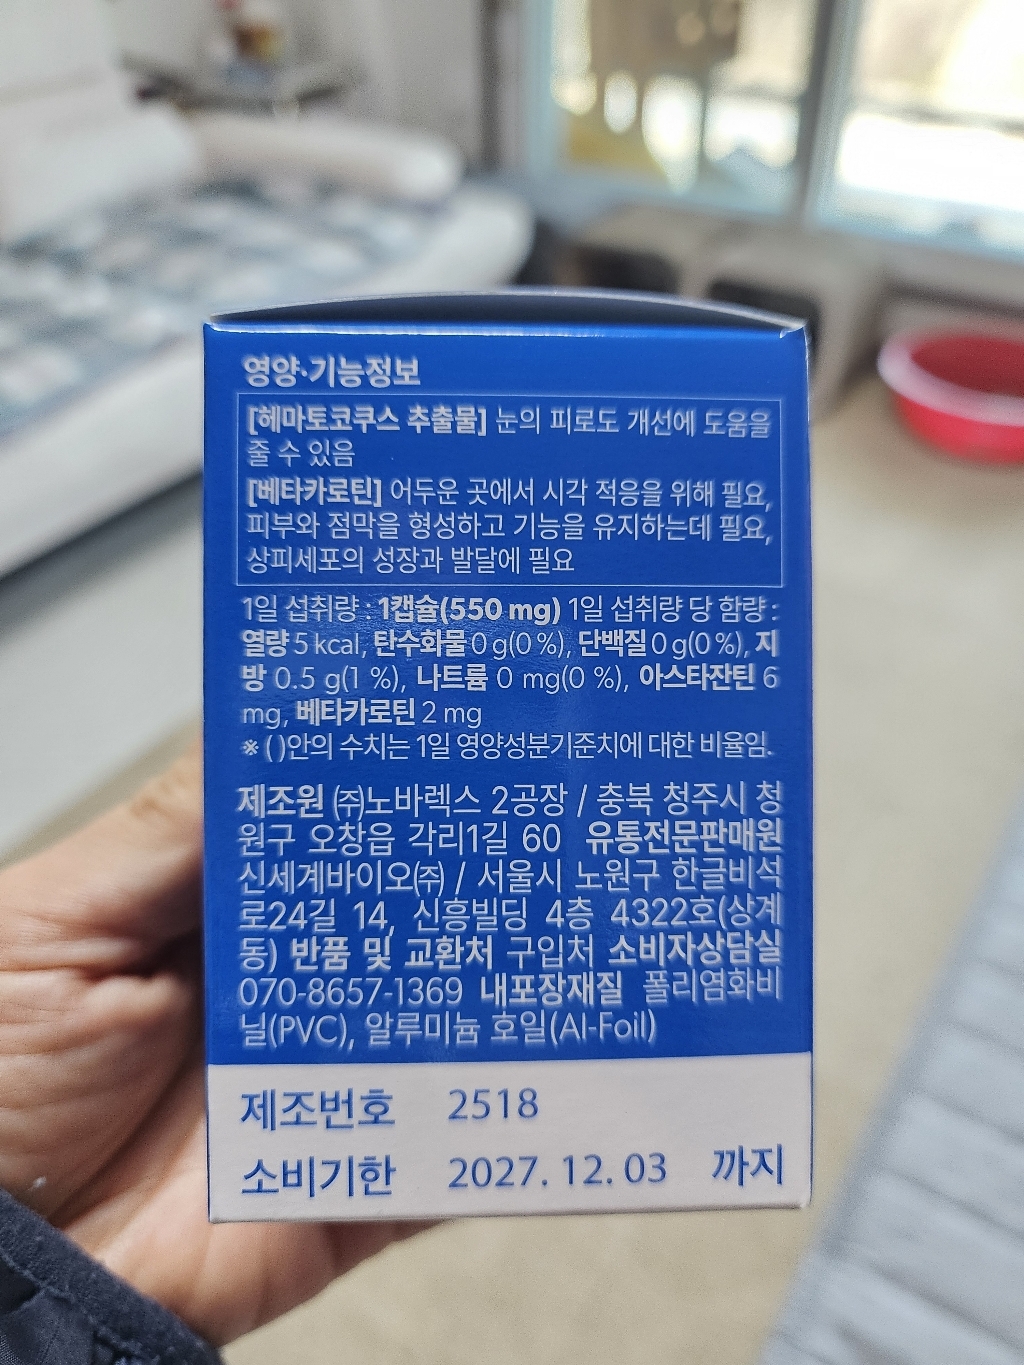 영양·기능정보
[헤마토코쿠스 추출물] 눈의 피로도 개선에 도움을
줄 수 있음
[베타카로틴] 어두운 곳에서 시각 적응을 위해 필요,
피부와 점막을 형성하고 기능을 유지하는데 필요,
상피세포의 성장과 발달에 필요
1일 섭취량 : 1캡슐(550 mg) 1일 섭취량 당 함량 :
열량 5 kcal, 탄수화물 0 g(0 %), 단백질 0 g(0 %), 지
방 0.5 g(1 %), 나트륨 0 mg(0 %), 아스타잔틴 6
mg, 베타카로틴 2 mg
※ ( )안의 수치는 1일 영양성분기준치에 대한 비율임.
제조원 ㈜노바렉스 2공장 / 충북 청주시 청
원구 오창읍 각리1길 60 유통전문판매원
신세계바이오㈜ / 서울시 노원구 한글비석
로24길 14, 신흥빌딩 4층 4322호(상계
동) 반품 및 교환처 구입처 소비자상담실
070-8657-1369 내포장재질 폴리염화비
닐(PVC), 알루미늄 호일(Al-Foil)
제조번호 2518
소비기한 2027. 12. 03 까지